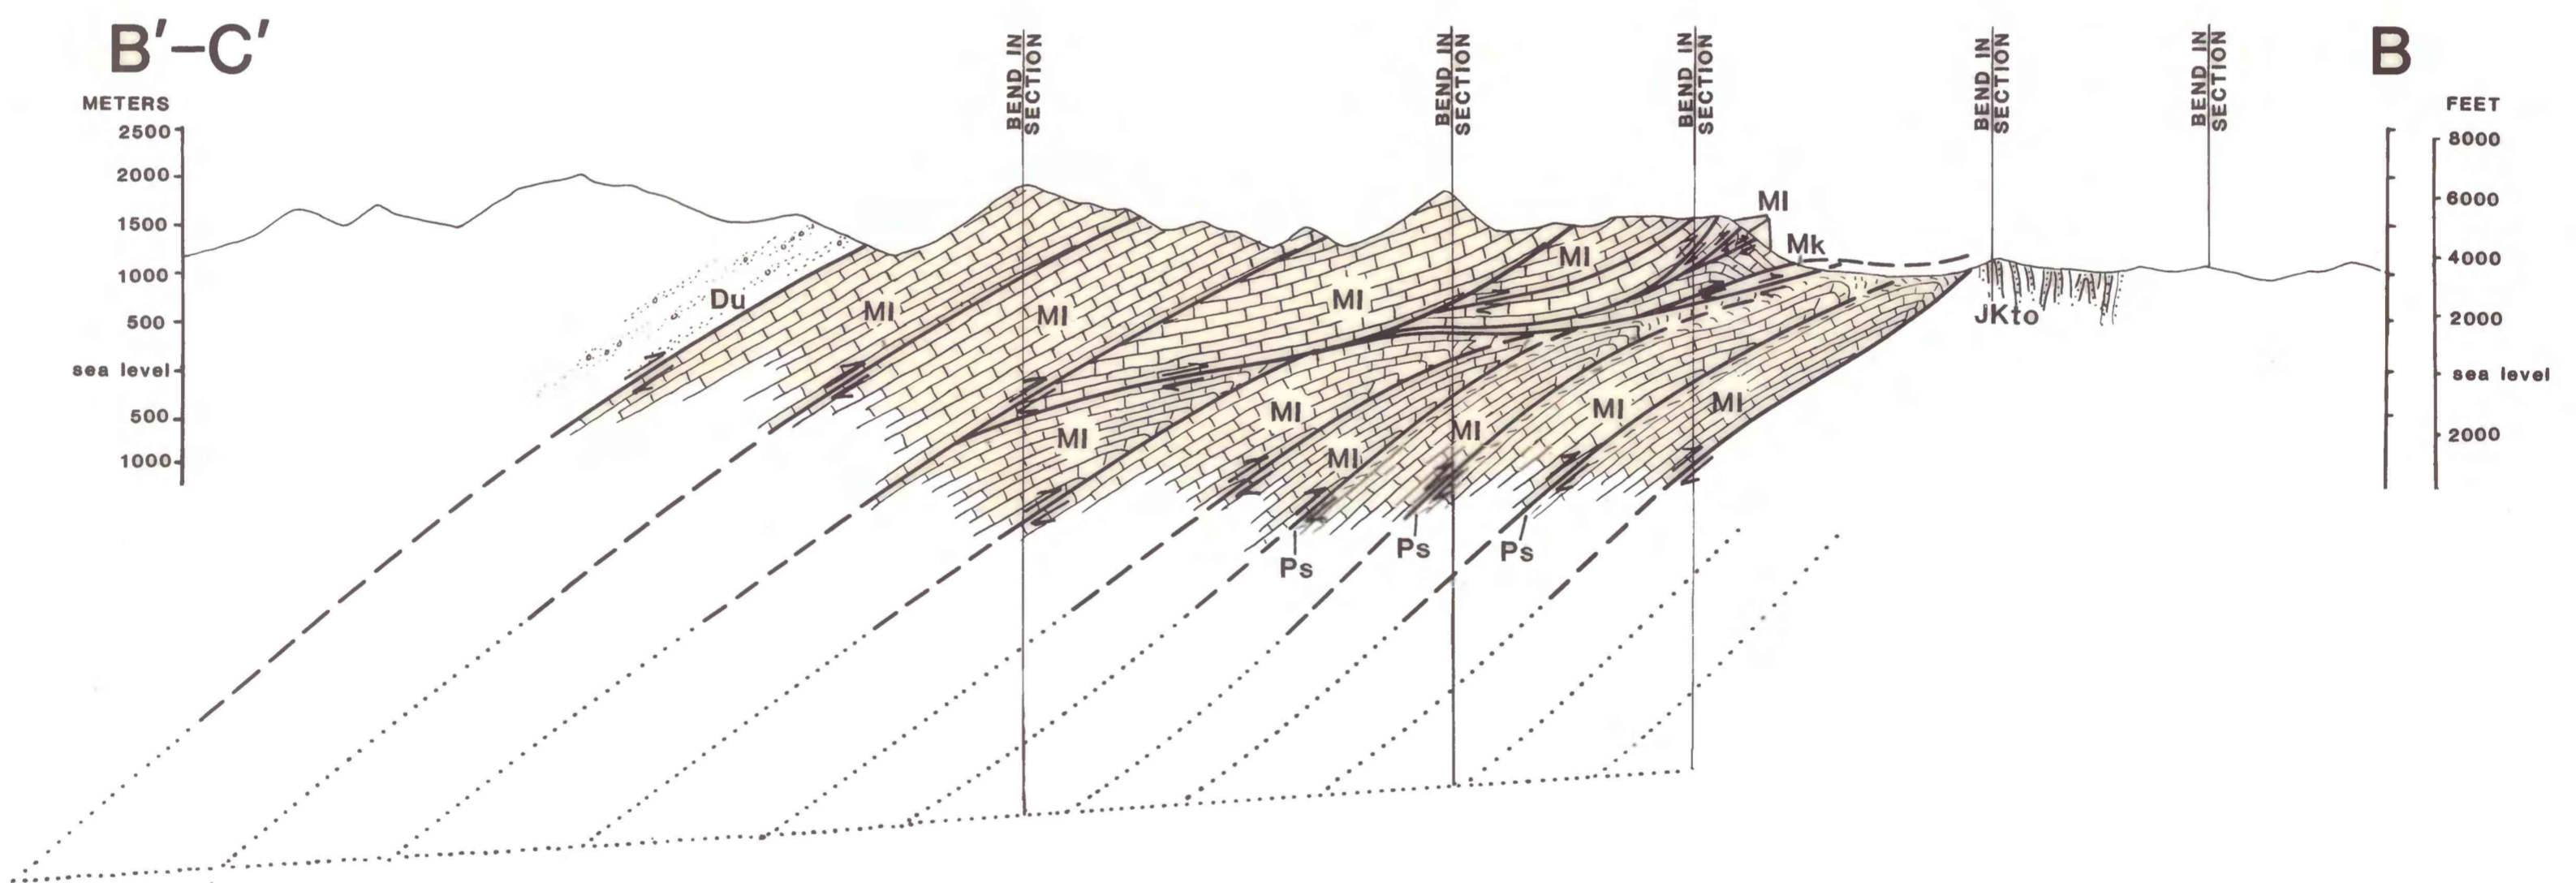 B′–C′
B
METERS
2500
2000
1500
1000
500
sea level
500
1000
BEND IN
SECTION
BEND IN
SECTION
BEND IN
SECTION
BEND IN
SECTION
BEND IN
SECTION
FEET
8000
6000
4000
2000
sea level
2000
Du
Ml
Ml
Ml
Ml
Ml
Mk
JKto
Ml
Ml
Ml
Ml
Ml
Ml
Ps
Ps
Ps